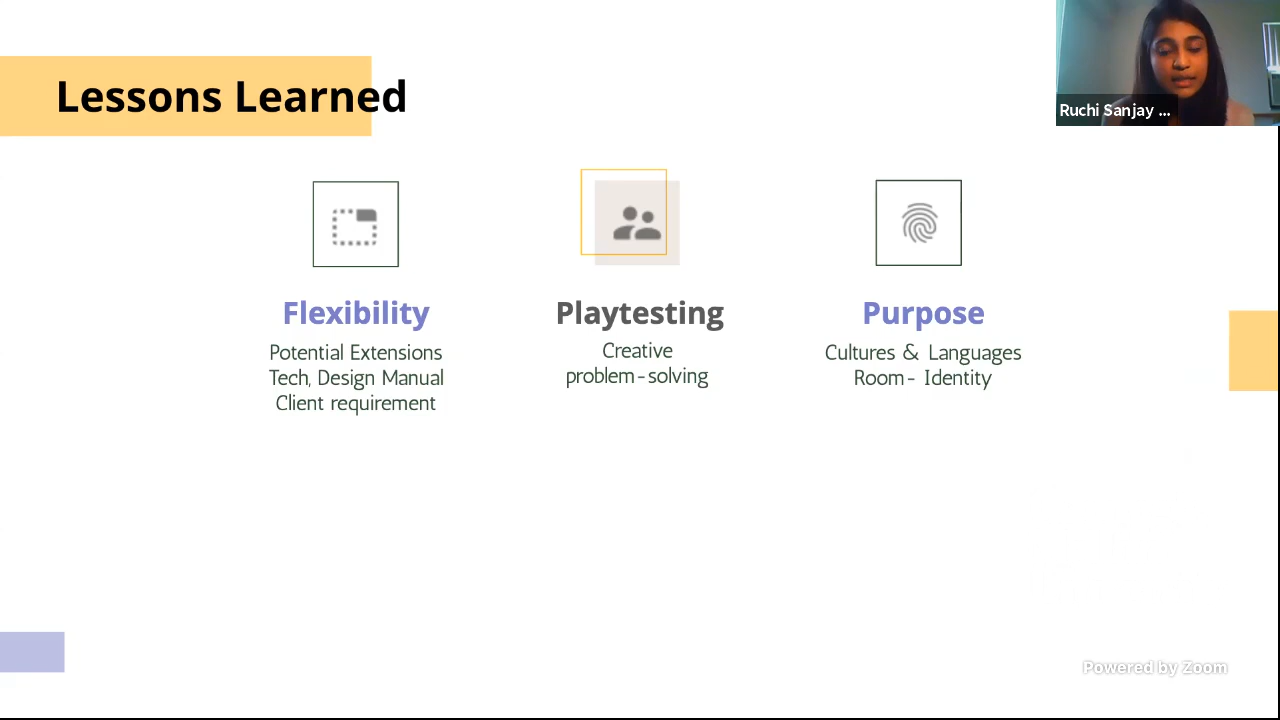 Lessons Learned
Ruchi Sanjay ...
Flexibility
Potential Extensions
Tech, Design Manual
Client requirement
Playtesting
Creative
problem-solving
Purpose
Cultures & Languages
Room- Identity
Powered by Zoom